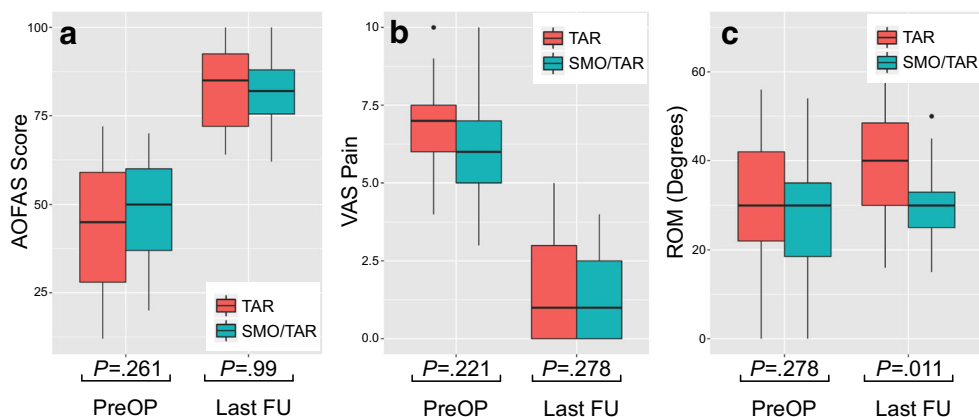 a
AOFAS Score
100
75
50
25
TAR
SMO/TAR
P=.261
P=.99
PreOP
Last FU
b
VAS Pain
10
7.5
5.0
2.5
0.0
TAR
SMO/TAR
P=.221
P=.278
PreOP
Last FU
c
ROM (Degrees)
60
40
20
0
TAR
SMO/TAR
P=.278
P=.011
PreOP
Last FU